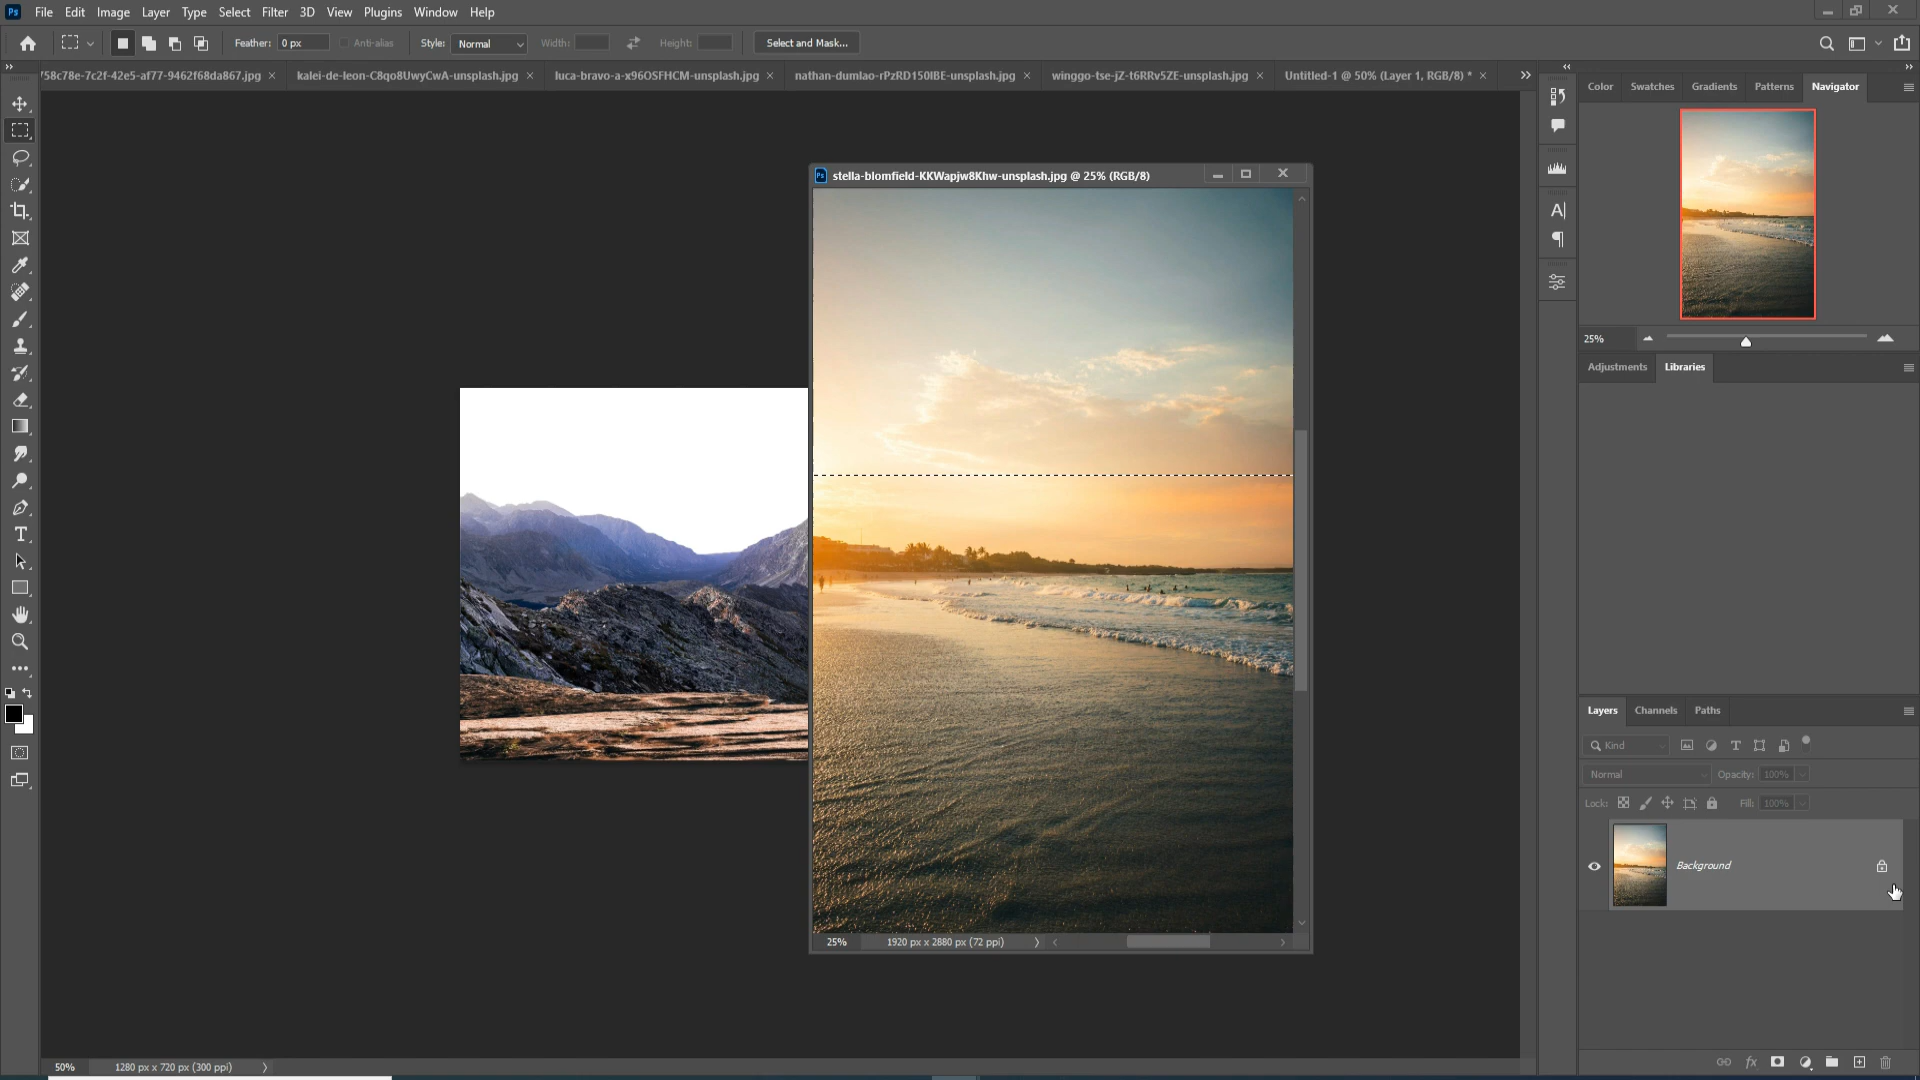 Ps File Edit Image Layer Type Select Filter 3D View Plugins Window Help
Feather: 0 px Anti-alias Style: Normal Width: Height: Select and Mask...
758c78e-7c2f-42e5-af77-9462f68da867.jpg kalei-de-leon-C8qo8UwyCwA-unsplash.jpg luca-bravo-a-x96OSFHCM-unsplash.jpg nathan-dumlao-rPzRD150IBE-unsplash.jpg winggo-tse-jZ-t6RRv5ZE-unsplash.jpg Untitled-1 @ 50% (Layer 1, RGB/8) *
Color Swatches Gradients Patterns Navigator
Ps stella-blomfield-KKWapjw8Khw-unsplash.jpg @ 25% (RGB/8)
25%
Adjustments Libraries
Layers Channels Paths
Kind
Normal Opacity: 100%
Lock: Fill: 100%
Background
25% 1920 px x 2880 px (72 ppi)
50% 1280 px x 720 px (300 ppi)